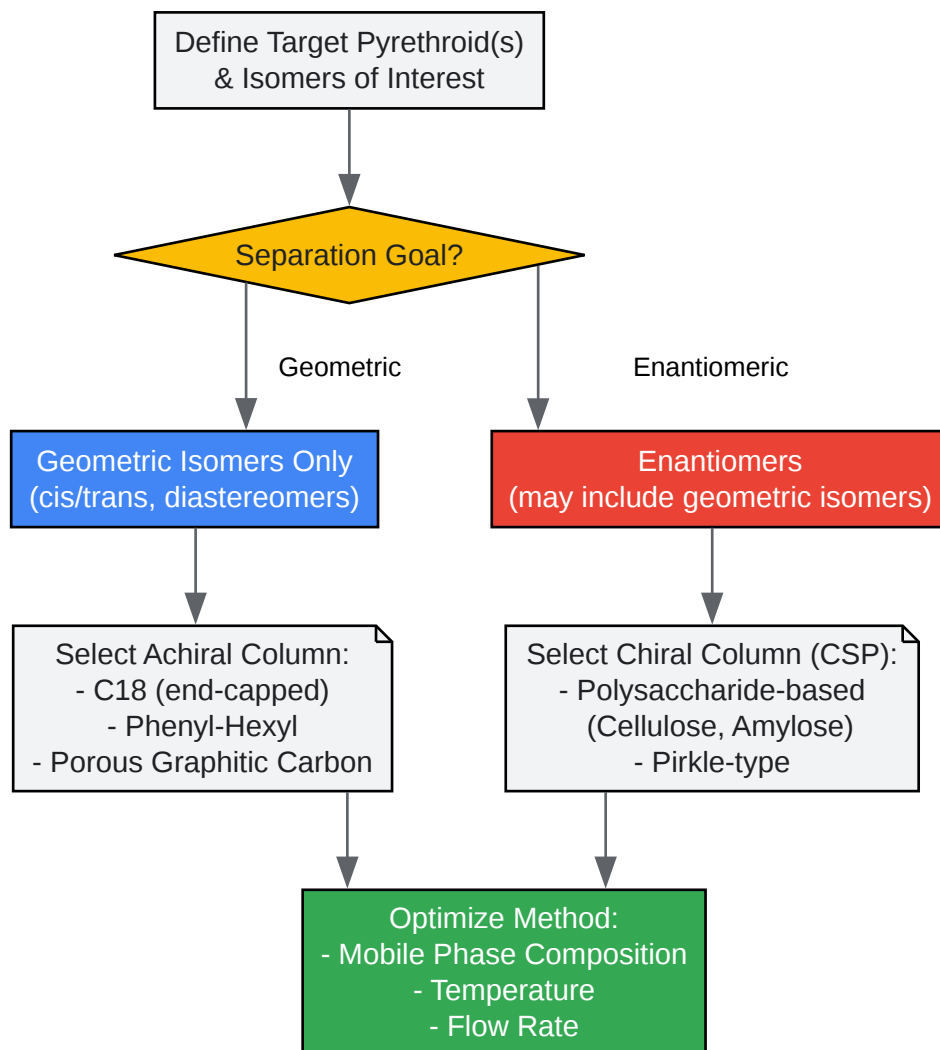 Define Target Pyrethroid(s)
& Isomers of Interest
Separation Goal?
Geometric
Enantiomeric
Geometric Isomers Only
(cis/trans, diastereomers)
Enantiomers
(may include geometric isomers)
Select Achiral Column:
- C18 (end-capped)
- Phenyl-Hexyl
- Porous Graphitic Carbon
Select Chiral Column (CSP):
- Polysaccharide-based
(Cellulose, Amylose)
- Pirkle-type
Optimize Method:
- Mobile Phase Composition
- Temperature
- Flow Rate